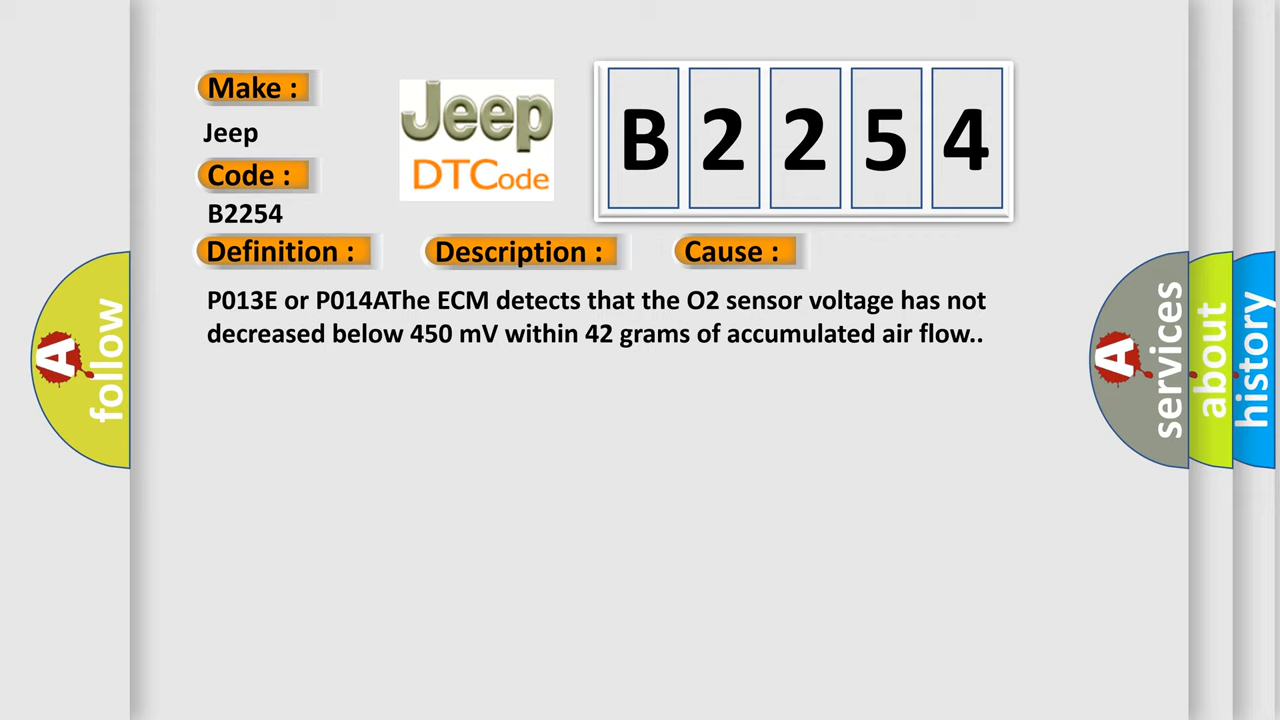 Make :
Jeep
Code :
B2254
Jeep
DTCode
B 2 2 5 4
Definition :
Description :
Cause :
P013E or P014AThe ECM detects that the O2 sensor voltage has not
decreased below 450 mV within 42 grams of accumulated air flow..
A
follow
A
services
about
history